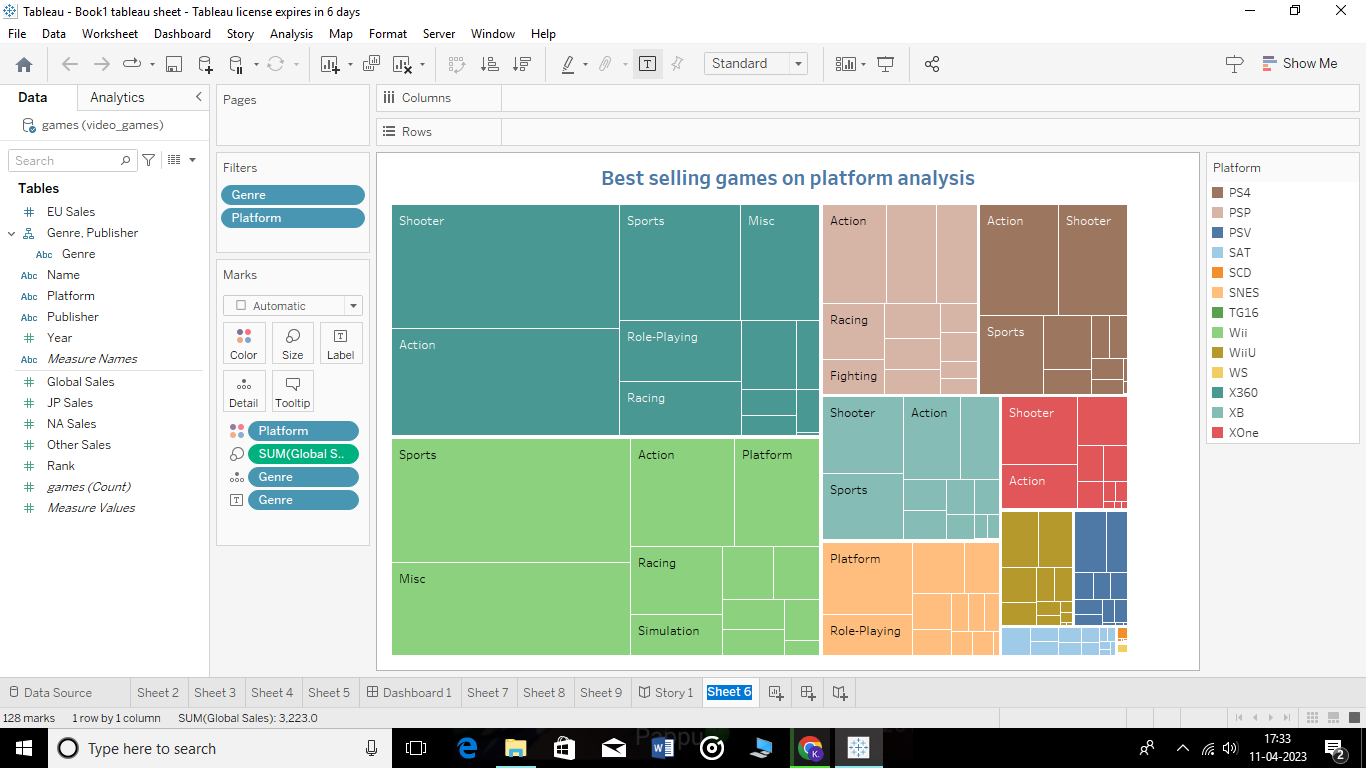 Tableau - Book1 tableau sheet - Tableau license expires in 6 days
File Data Worksheet Dashboard Story Analysis Map Format Server Window Help
Standard
Show Me
Data Analytics
games (video_games)
Search
Tables
EU Sales
Genre, Publisher
Abc Genre
Abc Name
Abc Platform
Abc Publisher
Year
Abc Measure Names
Global Sales
JP Sales
NA Sales
Other Sales
Rank
games (Count)
Measure Values
Pages
Filters
Genre
Platform
Marks
Automatic
Color Size Label
Detail Tooltip
Platform
SUM(Global S..
Genre
Genre
Columns
Rows
Best selling games on platform analysis
Shooter Sports Misc
Action Role-Playing
Racing
Sports Action Platform
Misc Racing
Simulation
Action
Racing
Fighting
Action Shooter
Sports
Shooter Action
Sports
Shooter
Action
Platform
Role-Playing
Platform
PS4
PSP
PSV
SAT
SCD
SNES
TG16
Wii
WiiU
WS
X360
XB
XOne
Data Source Sheet 2 Sheet 3 Sheet 4 Sheet 5 Dashboard 1 Sheet 7 Sheet 8 Sheet 9 Story 1 Sheet 6
128 marks 1 row by 1 column SUM(Global Sales): 3,223.0
Type here to search
17:33
11-04-2023
2